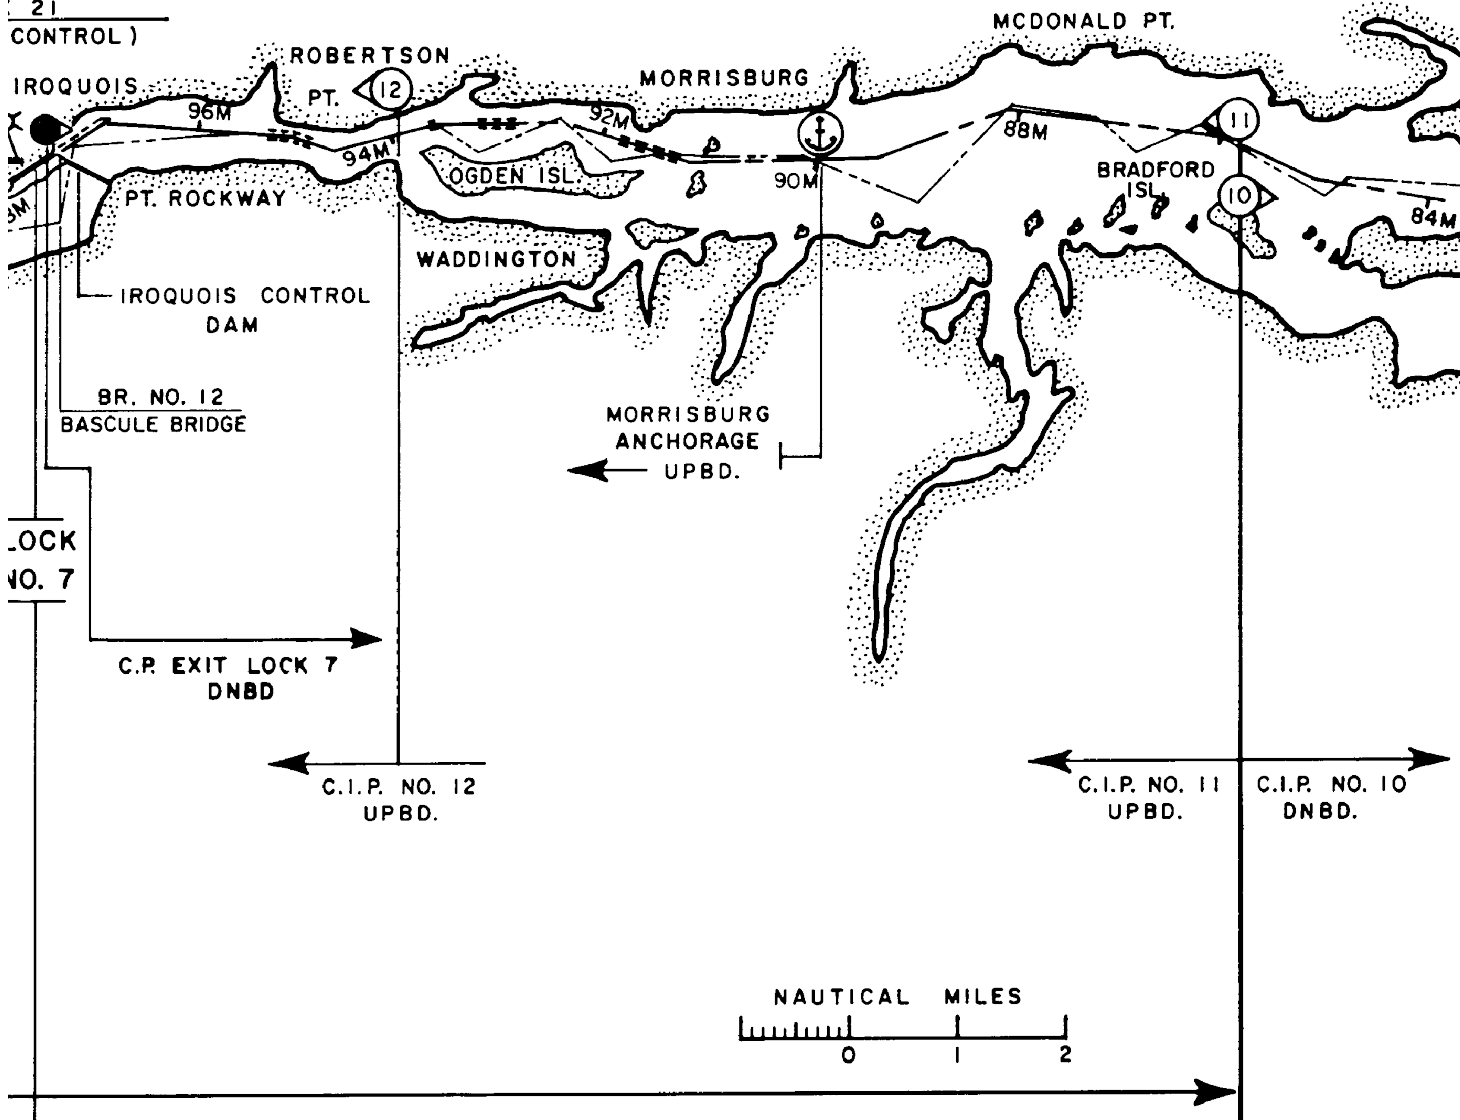 21
CONTROL)
MCDONALD PT.
ROBERTSON
PT.
12
IROQUOIS
MORRISBURG
96M
92M
94M
88M
11
OGDEN ISL.
90M
BRADFORD
ISL.
10
84M
PT. ROCKWAY
WADDINGTON
IROQUOIS CONTROL
DAM
BR. NO. 12
BASCULE BRIDGE
MORRISBURG
ANCHORAGE
UPBD.
LOCK
NO. 7
C.P. EXIT LOCK 7
DNBD
C.I.P. NO. 12
UPBD.
C.I.P. NO. 11
UPBD.
C.I.P. NO. 10
DNBD.
NAUTICAL MILES
0 1 2